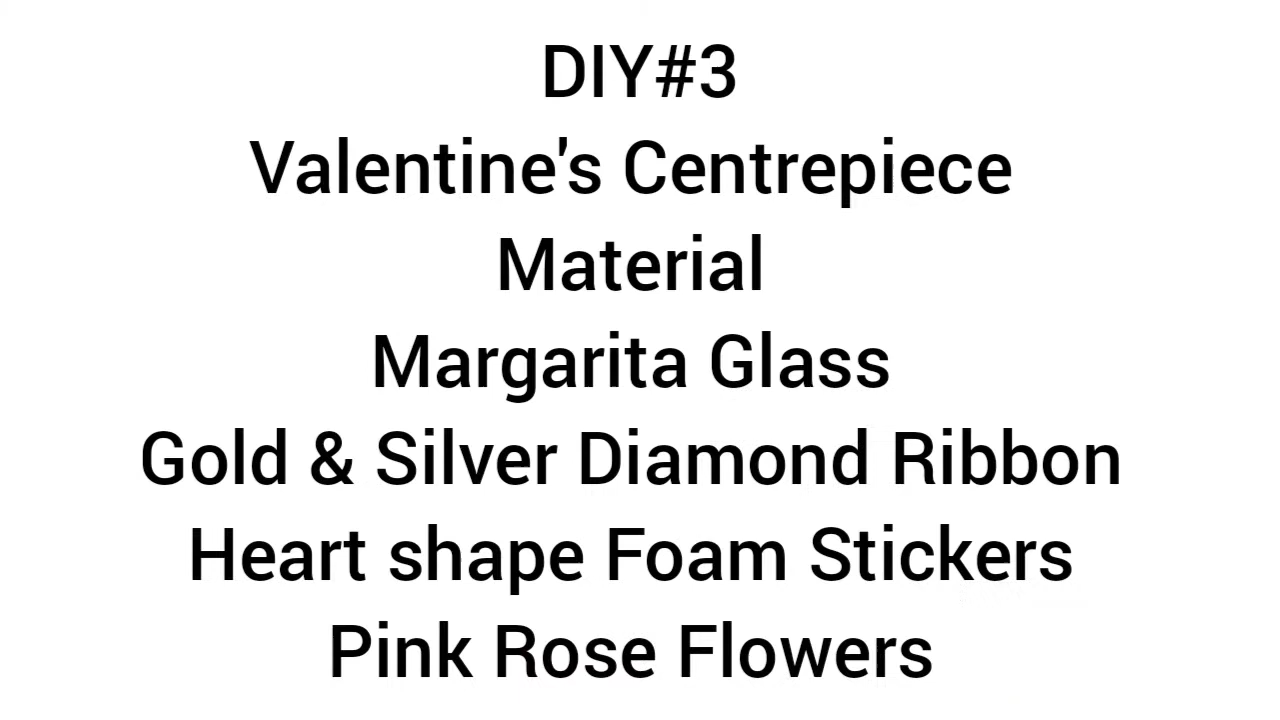 DIY#3
Valentine's Centrepiece
Material
Margarita Glass
Gold & Silver Diamond Ribbon
Heart shape Foam Stickers
Pink Rose Flowers